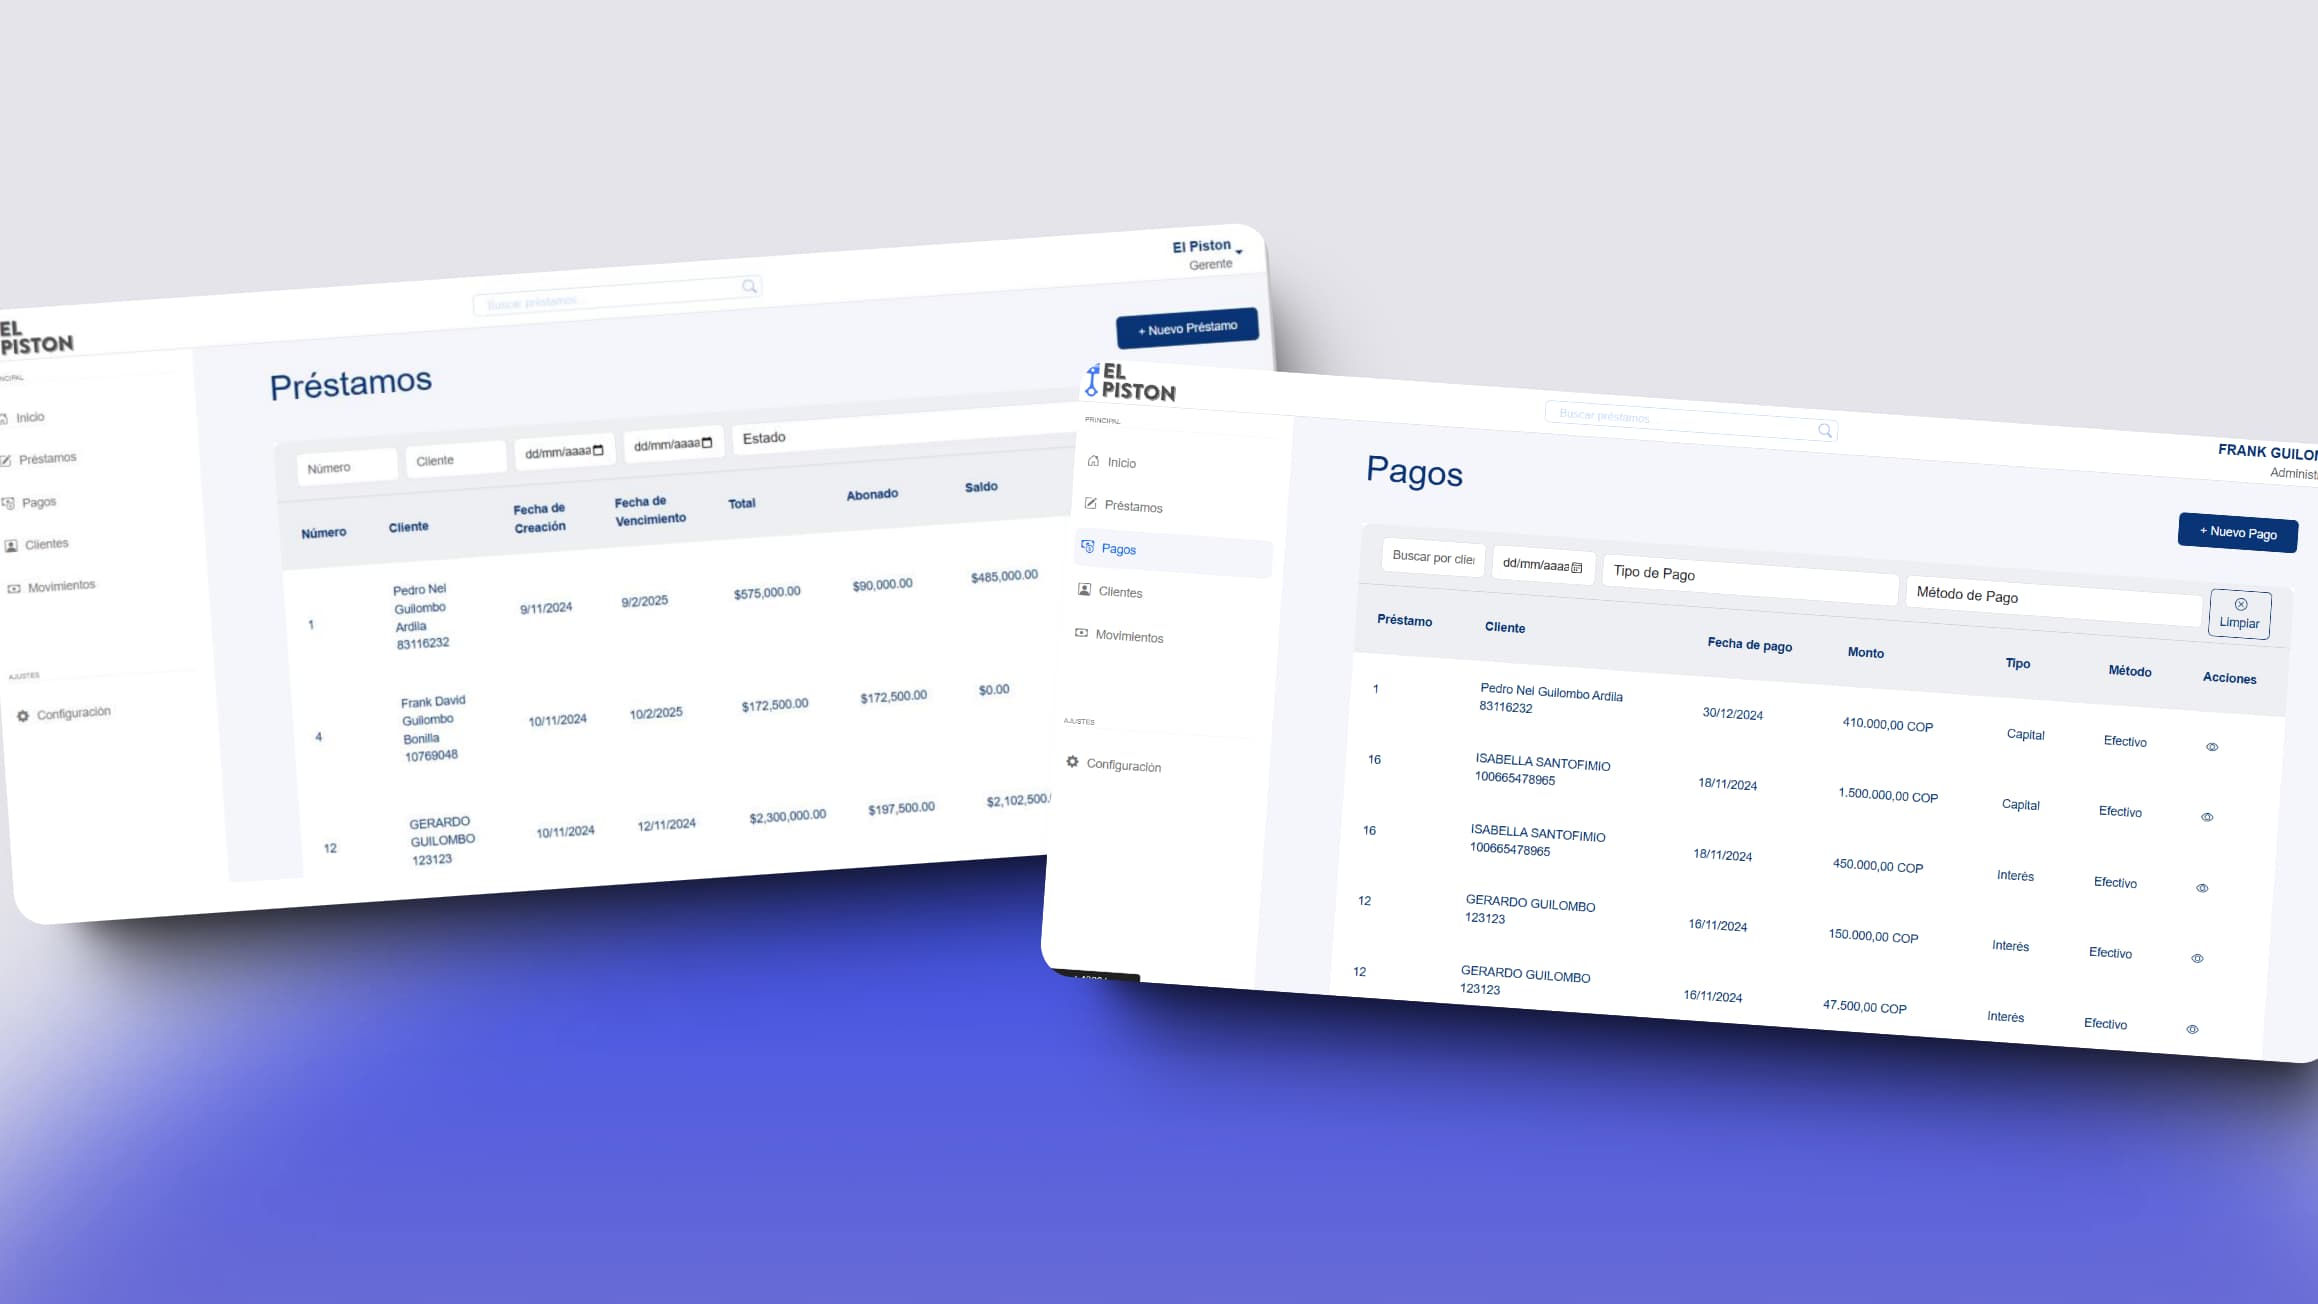 EL
PISTON
Buscar préstamos
El Piston
Gerente
Inicio
Préstamos
Pagos
Clientes
Movimientos
AJUSTES
Configuración
Préstamos
+ Nuevo Préstamo
Número Cliente dd/mm/aaaa dd/mm/aaaa Estado
Número Cliente Fecha de Creación Fecha de Vencimiento Total Abonado Saldo
1 Pedro Nel Guilombo Ardila 83116232 9/11/2024 9/2/2025 $575,000.00 $90,000.00 $485,000.00
4 Frank David Guilombo Bonilla 10769048 10/11/2024 10/2/2025 $172,500.00 $172,500.00 $0.00
12 GERARDO GUILOMBO 123123 10/11/2024 12/11/2024 $2,300,000.00 $197,500.00 $2,102,500.
EL
PISTON
Buscar préstamos
FRANK
PRINCIPAL
Inicio
Préstamos
Pagos
Clientes
Movimientos
AJUSTES
Configuración
Pagos
+ Nuevo Pago
Buscar por clie dd/mm/aaaa Tipo de Pago Método de Pago Limpiar
Préstamo Cliente Fecha de pago Monto Tipo Método Acciones
1 Pedro Nel Guilombo Ardila 83116232 30/12/2024 410.000,00 COP Capital Efectivo
16 ISABELLA SANTOFIMIO 100665478965 18/11/2024 1.500.000,00 COP Capital Efectivo
16 ISABELLA SANTOFIMIO 100665478965 18/11/2024 450.000,00 COP Interés Efectivo
12 GERARDO GUILOMBO 123123 16/11/2024 150.000,00 COP Interés Efectivo
12 GERARDO GUILOMBO 123123 16/11/2024 47.500,00 COP Interés Efectivo